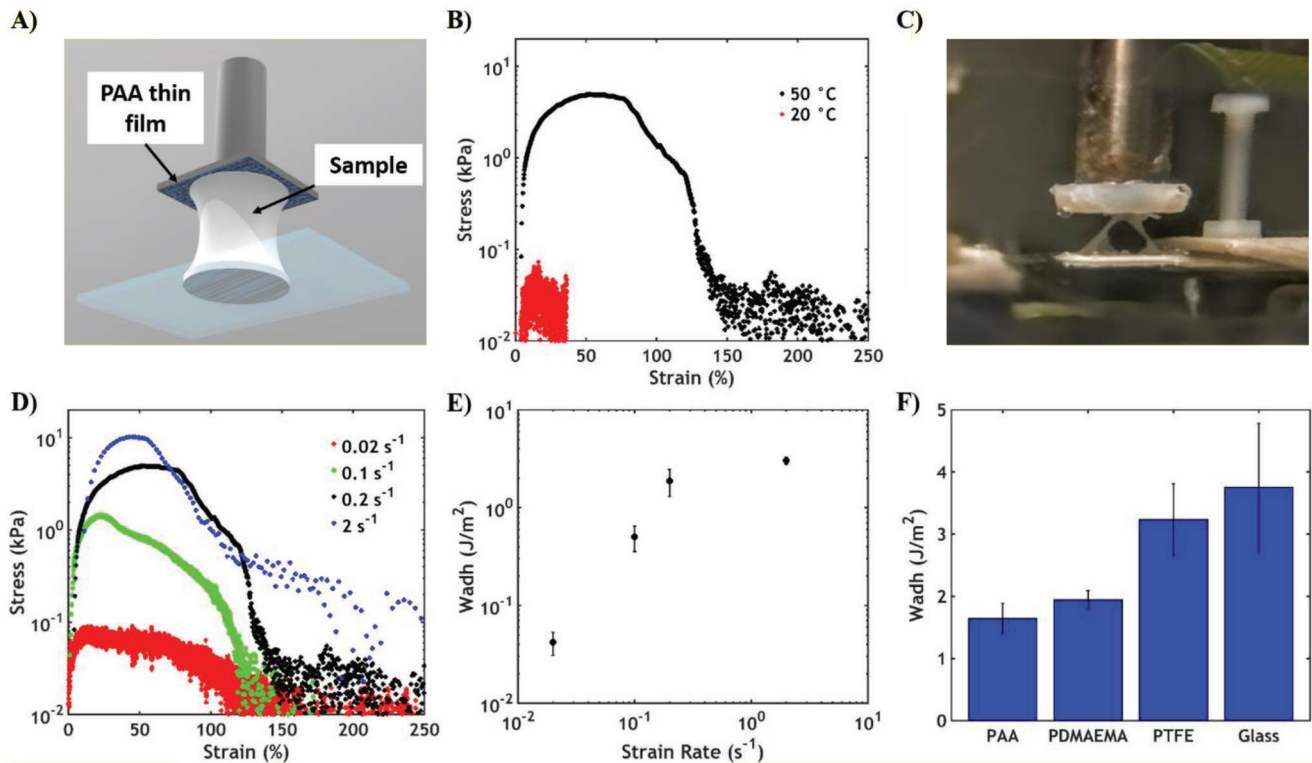 A)
PAA thin
film
Sample
B)
10¹
10⁰
10⁻¹
10⁻²
Stress (kPa)
50 °C
20 °C
0 50 100 150 200 250
Strain (%)
C)
D)
10¹
10⁰
10⁻¹
10⁻²
Stress (kPa)
0.02 s⁻¹
0.1 s⁻¹
0.2 s⁻¹
2 s⁻¹
0 50 100 150 200 250
Strain (%)
E)
10¹
10⁰
10⁻¹
10⁻²
Wadh (J/m²)
10⁻² 10⁻¹ 10⁰ 10¹
Strain Rate (s⁻¹)
F)
5
4
3
2
1
0
Wadh (J/m²)
PAA PDMAEMA PTFE Glass